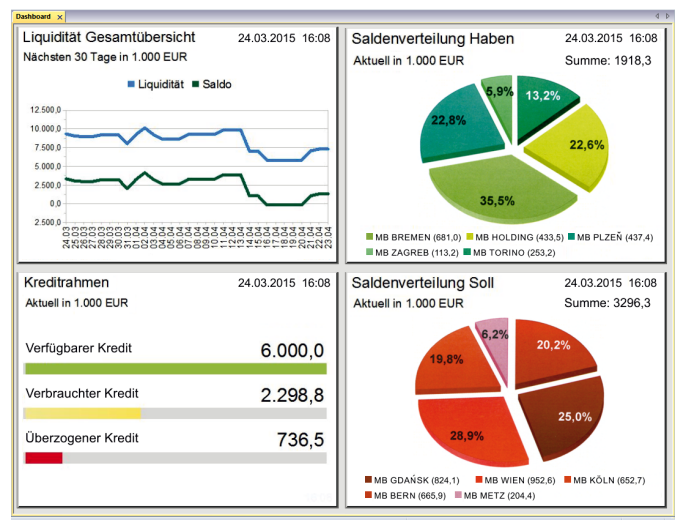 Dashboard x
Liquidität Gesamtübersicht 24.03.2015 16:08
Nächsten 30 Tage in 1.000 EUR
Liquidität Saldo
12.500,0
10.000,0
7.500,0
5.000,0
2.500,0
0,0
2.500,0
24.03 25.03 26.03 27.03 28.03 29.03 30.03 31.03 01.04 02.04 03.04 04.04 05.04 06.04 07.04 08.04 09.04 10.04 11.04 12.04 13.04 14.04 15.04 16.04 17.04 18.04 19.04 20.04 21.04 22.04 23.04
Saldenverteilung Haben 24.03.2015 16:08
Aktuell in 1.000 EUR Summe: 1918,3
5,9% 13,2%
22,8%
22,6%
35,5%
MB BREMEN (681,0) MB HOLDING (433,5) MB PLZEŇ (437,4)
MB ZAGREB (113.2) MB TORINO (253,2)
Kreditrahmen 24.03.2015 16:08
Aktuell in 1.000 EUR
Verfügbarer Kredit 6.000,0
Verbrauchter Kredit 2.298,8
Überzogener Kredit 736,5
Saldenverteilung Soll 24.03.2015 16:08
Aktuell in 1.000 EUR Summe: 3296,3
6,2% 20,2%
19,8%
25,0%
28,9%
MB GDAŃSK (824,1) MB WIEN (952,6) MB KÖLN (652,7)
MB BERN (665,9) MB METZ (204,4)